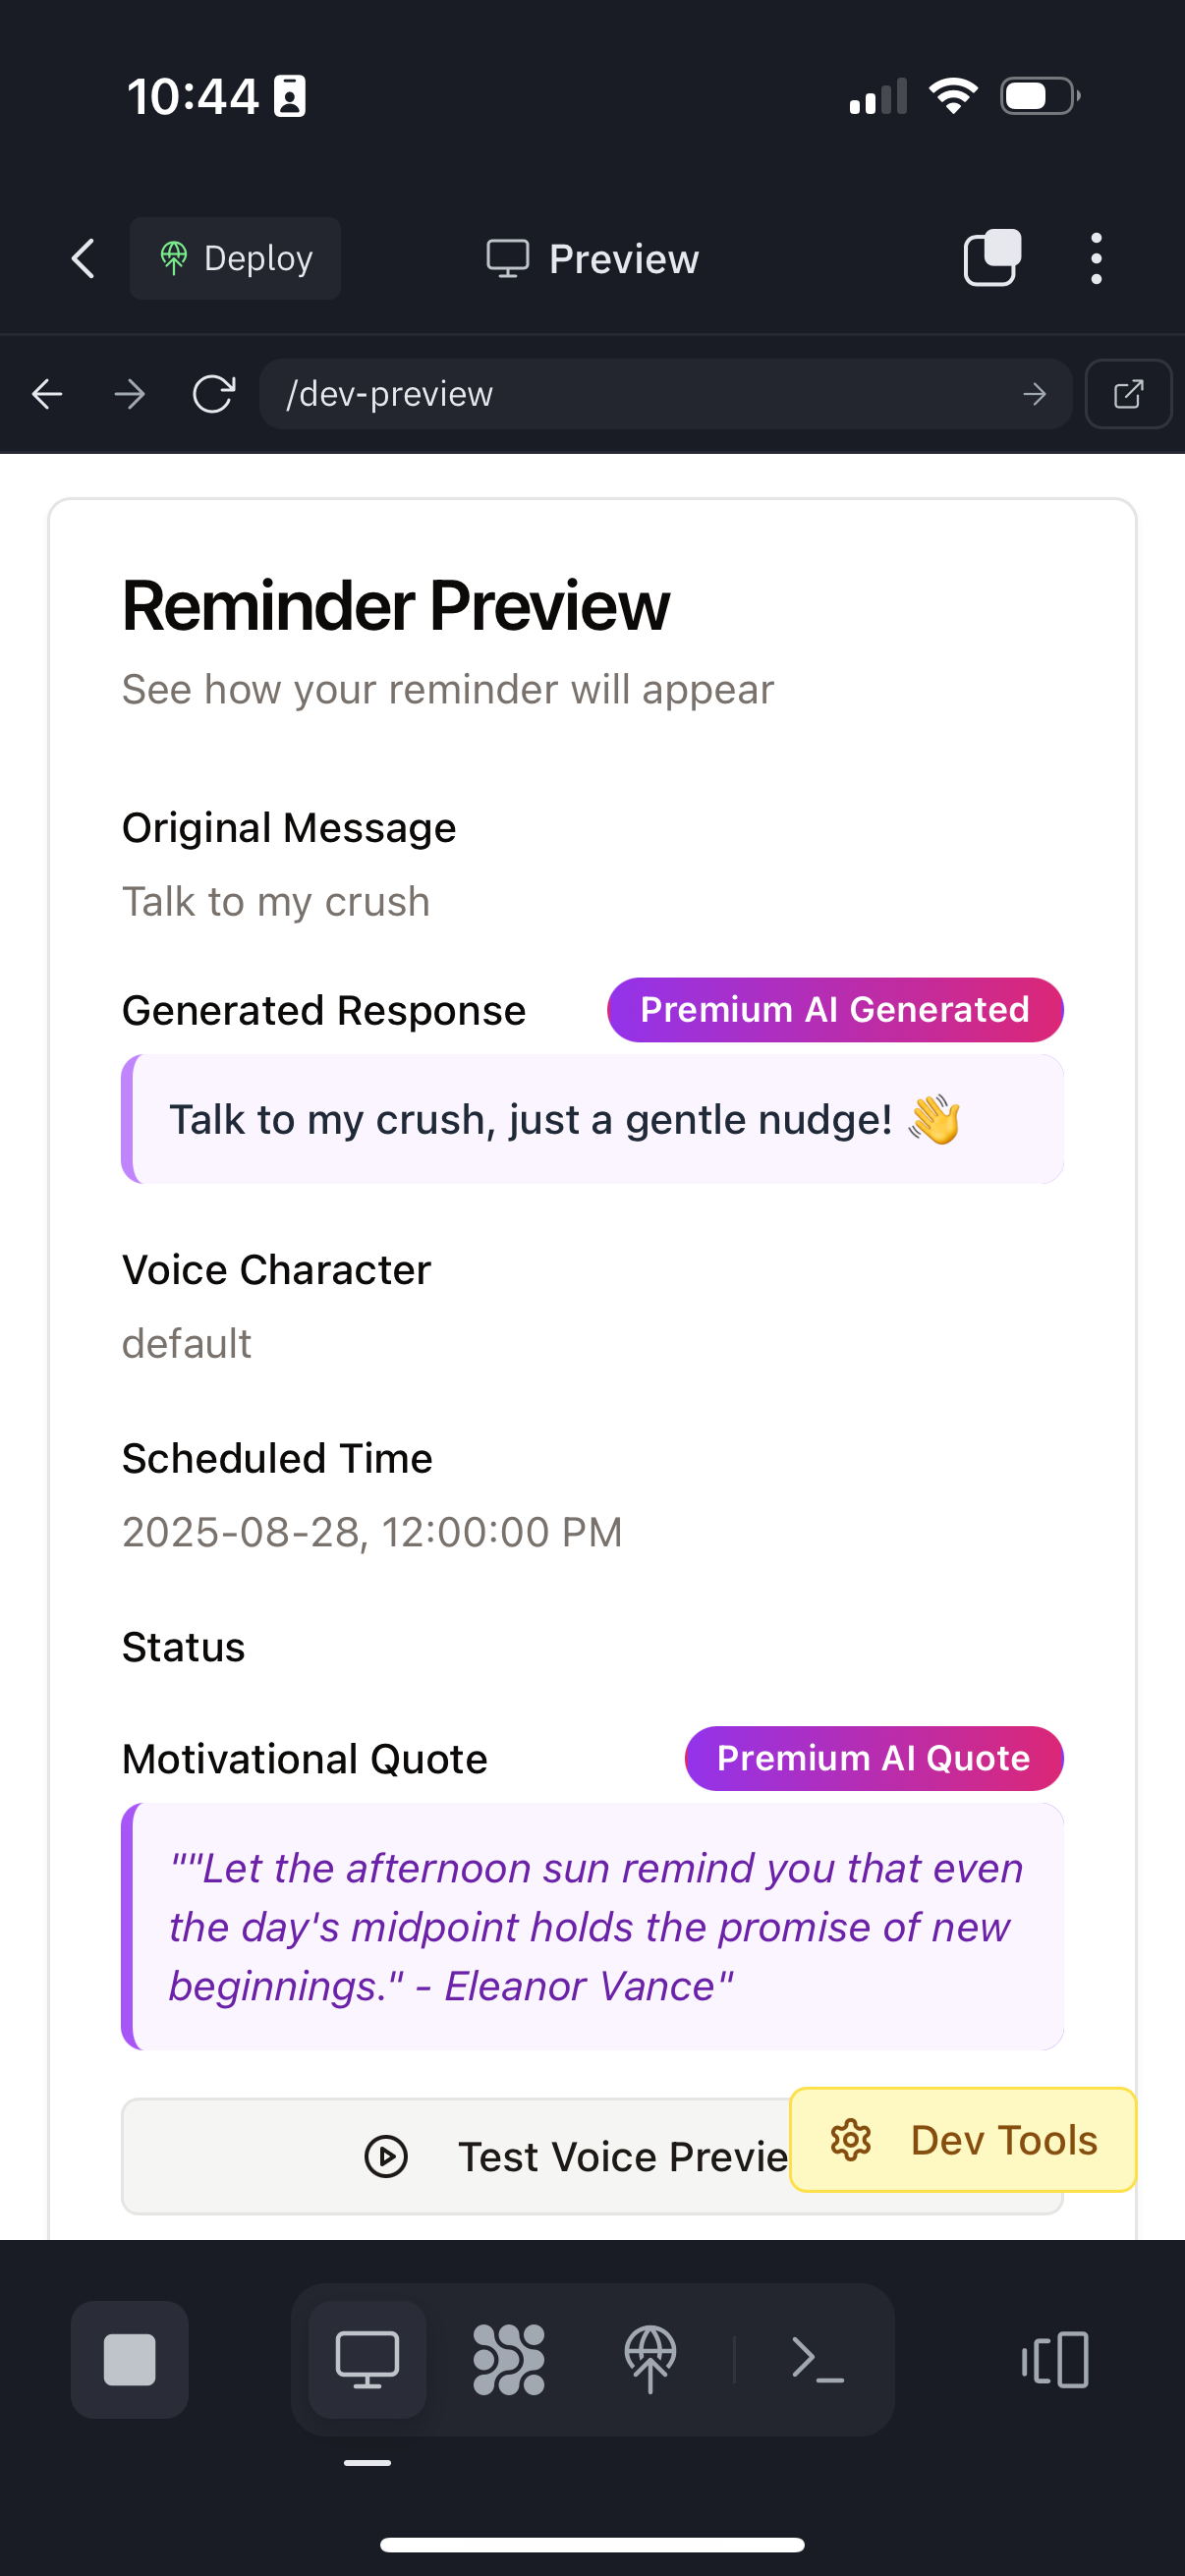 10:44
Deploy
Preview
/dev-preview
Reminder Preview
See how your reminder will appear
Original Message
Talk to my crush
Generated Response
Premium AI Generated
Talk to my crush, just a gentle nudge! 👋
Voice Character
default
Scheduled Time
2025-08-28, 12:00:00 PM
Status
Motivational Quote
Premium AI Quote
""Let the afternoon sun remind you that even
the day's midpoint holds the promise of new
beginnings." - Eleanor Vance"
Test Voice Previe
Dev Tools